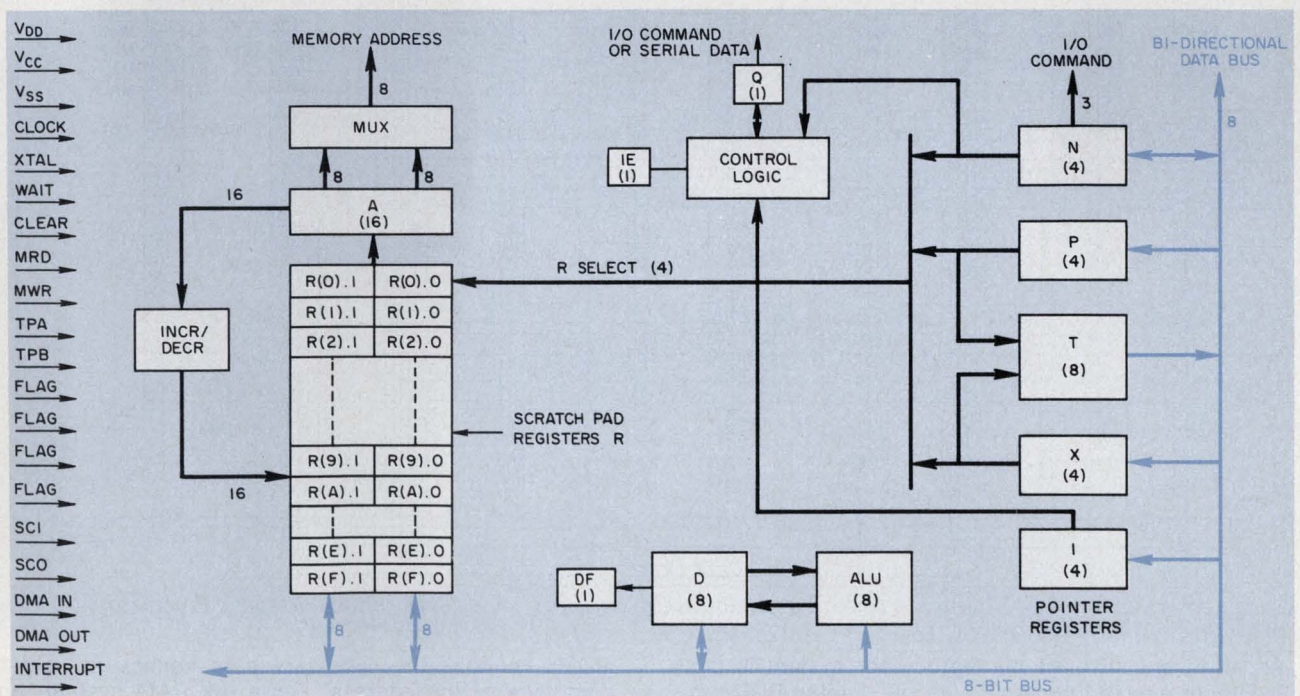 VDD
VCC
VSS
CLOCK
XTAL
WAIT
CLEAR
MRD
MWR
TPA
TPB
FLAG
FLAG
FLAG
FLAG
SCI
SCO
DMA IN
DMA OUT
INTERRUPT
MEMORY ADDRESS
8
MUX
8 8
16
A
(16)
INCR/
DECR
16
R(0).1 R(0).0
R(1).1 R(1).0
R(2).1 R(2).0
R(9).1 R(9).0
R(A).1 R(A).0
R(E).1 R(E).0
R(F).1 R(F).0
8 8
R SELECT (4)
SCRATCH PAD
REGISTERS R
I/O COMMAND
OR SERIAL DATA
Q
(1)
IE
(1)
CONTROL
LOGIC
DF
(1)
D
(8)
ALU
(8)
I/O
COMMAND
3
N
(4)
P
(4)
T
(8)
X
(4)
I
(4)
POINTER
REGISTERS
BI-DIRECTIONAL
DATA BUS
8
8-BIT BUS